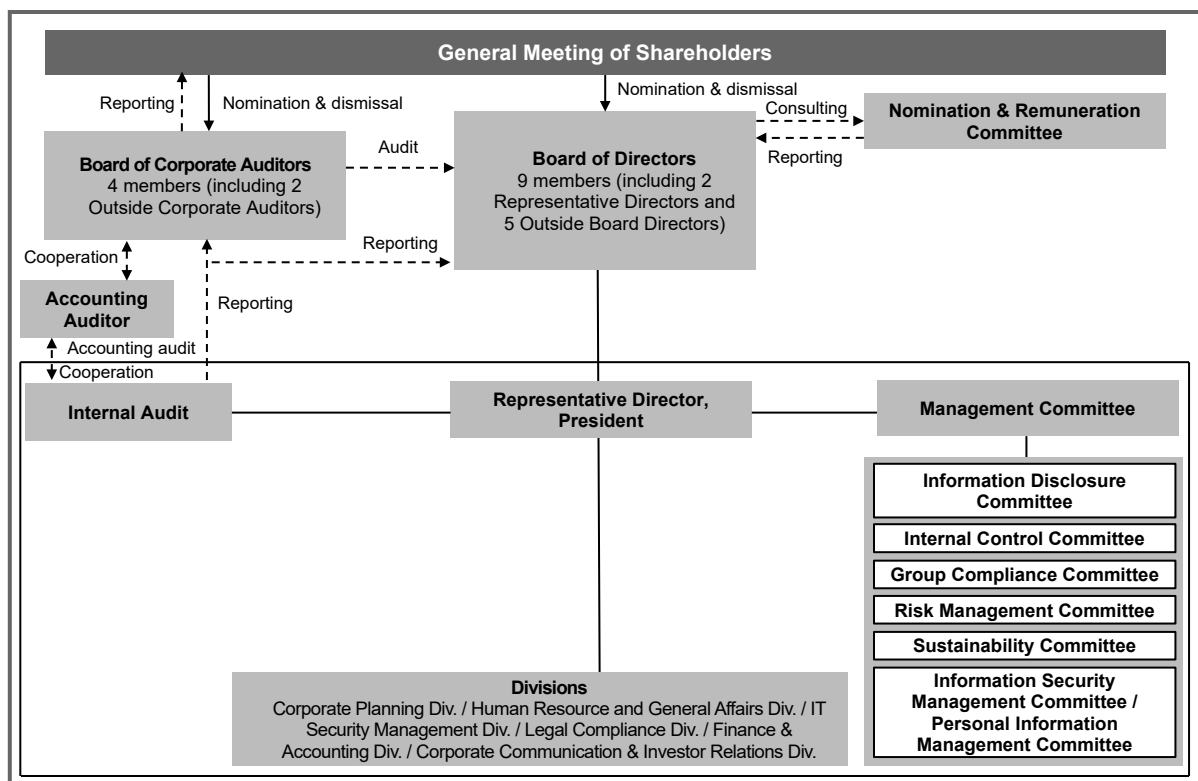 General Meeting of Shareholders
Reporting
Nomination & dismissal
Nomination & dismissal
Consulting
Nomination & Remuneration
Committee
Reporting
Board of Corporate Auditors
4 members (including 2
Outside Corporate Auditors)
Audit
Board of Directors
9 members (including 2
Representative Directors and
5 Outside Board Directors)
Cooperation
Reporting
Accounting
Auditor
Reporting
Accounting audit
Cooperation
Internal Audit
Representative Director,
President
Management Committee
Information Disclosure
Committee
Internal Control Committee
Group Compliance Committee
Risk Management Committee
Sustainability Committee
Information Security
Management Committee /
Personal Information
Management Committee
Divisions
Corporate Planning Div. / Human Resource and General Affairs Div. / IT
Security Management Div. / Legal Compliance Div. / Finance &
Accounting Div. / Corporate Communication & Investor Relations Div.